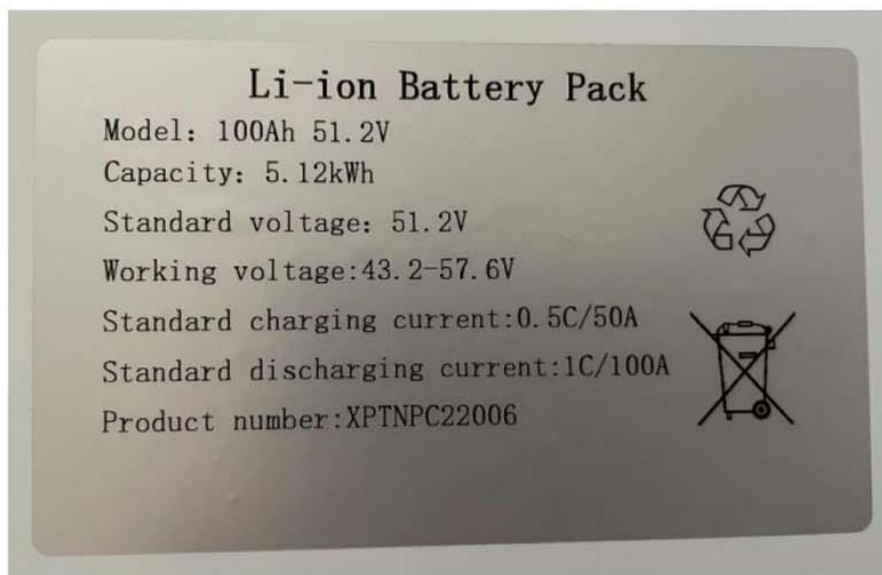 Li-ion Battery Pack
Model: 100Ah 51.2V
Capacity: 5.12kWh
Standard voltage: 51.2V
Working voltage:43.2-57.6V
Standard charging current:0.5C/50A
Standard discharging current:1C/100A
Product number:XPTNPC22006